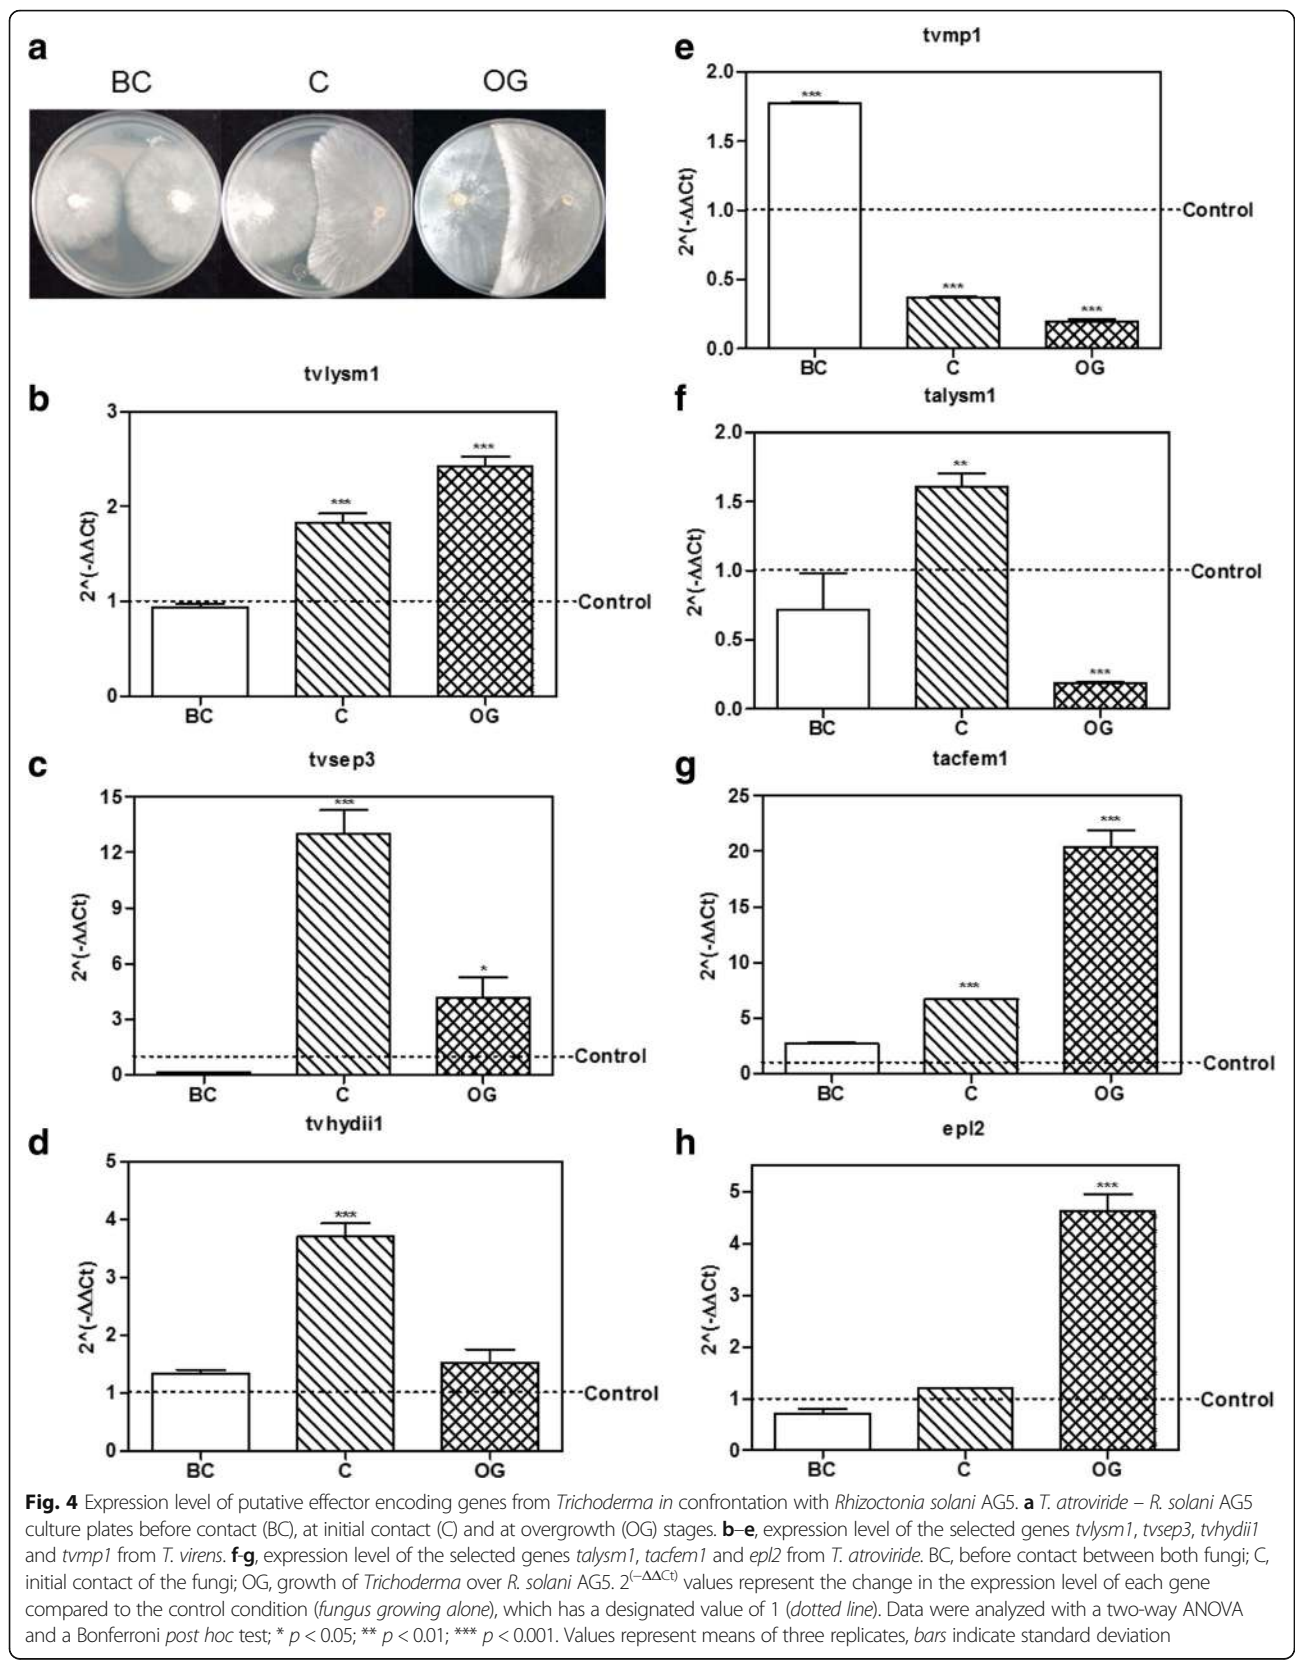 a
BC C OG
tvlysm1
b
3
2
1
0
2^(-ΔΔCt)
***
***
Control
BC C OG
tvsep3
c
15
12
9
6
3
0
2^(-ΔΔCt)
***
*
Control
BC C OG
tvhydii1
d
5
4
3
2
1
0
2^(-ΔΔCt)
***
Control
BC C OG
tvmp1
e
2.0
1.5
1.0
0.5
0.0
2^(-ΔΔCt)
***
***
***
Control
BC C OG
talysm1
f
2.0
1.5
1.0
0.5
0.0
2^(-ΔΔCt)
**
***
Control
BC C OG
tacfem1
g
25
20
15
10
5
0
2^(-ΔΔCt)
***
***
Control
BC C OG
epl2
h
5
4
3
2
1
0
2^(-ΔΔCt)
***
Control
BC C OG
Fig. 4 Expression level of putative effector encoding genes from Trichoderma in confrontation with Rhizoctonia solani AG5. a T. atroviride – R. solani AG5
culture plates before contact (BC), at initial contact (C) and at overgrowth (OG) stages. b–e, expression level of the selected genes tvlysm1, tvsep3, tvhydii1
and tvmp1 from T. virens. f-g, expression level of the selected genes talysm1, tacfem1 and epl2 from T. atroviride. BC, before contact between both fungi; C,
initial contact of the fungi; OG, growth of Trichoderma over R. solani AG5. 2^(−ΔΔCt) values represent the change in the expression level of each gene
compared to the control condition (fungus growing alone), which has a designated value of 1 (dotted line). Data were analyzed with a two-way ANOVA
and a Bonferroni post hoc test; * p < 0.05; ** p < 0.01; *** p < 0.001. Values represent means of three replicates, bars indicate standard deviation